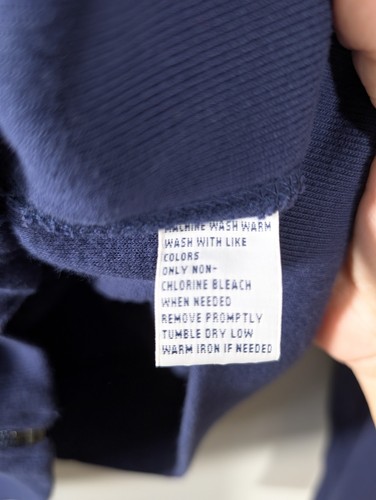 MACHINE WASH WARM
WASH WITH LIKE
COLORS
ONLY NON-
CHLORINE BLEACH
WHEN NEEDED
REMOVE PROMPTLY
TUMBLE DRY LOW
WARM IRON IF NEEDED